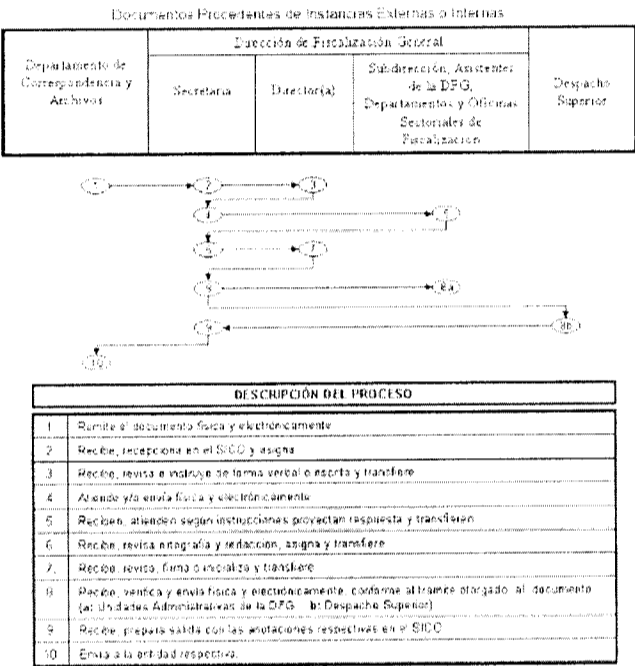 Documentos Procedentes de Instancias Externas o Internas
Dirección de Fiscalización General
Departamento de
Correspondencia y
Archivos
Secretaria
Director(a)
Subdirección, Asistentes
de la DFG,
Departamentos y Oficinas
Sectoriales de
Fiscalización
Despacho
Superior
1 2 3
4 5
6 7
8 8a
9 8b
10
DESCRIPCIÓN DEL PROCESO
1 Remite el documento física y electrónicamente
2 Recibe, recepciona en el SICO y asigna
3 Recibe, revisa e instruye de forma verbal o escrita y transfiere
4 Atiende y/o envía física y electrónicamente
5 Reciben, atienden según instrucciones proyectan respuesta y transfieren
6 Recibe, revisa ortografía y redacción, asigna y transfiere
7. Recibe, revisa, firma o inicializa y transfiere
8 Recibe, verifica y envía física y electrónicamente, conforme al trámite otorgado al documento
(a: Unidades Administrativas de la DFG b: Despacho Superior)
9 Recibe, prepara salida con las anotaciones respectivas en el SICO
10 Envía a la entidad respectiva.